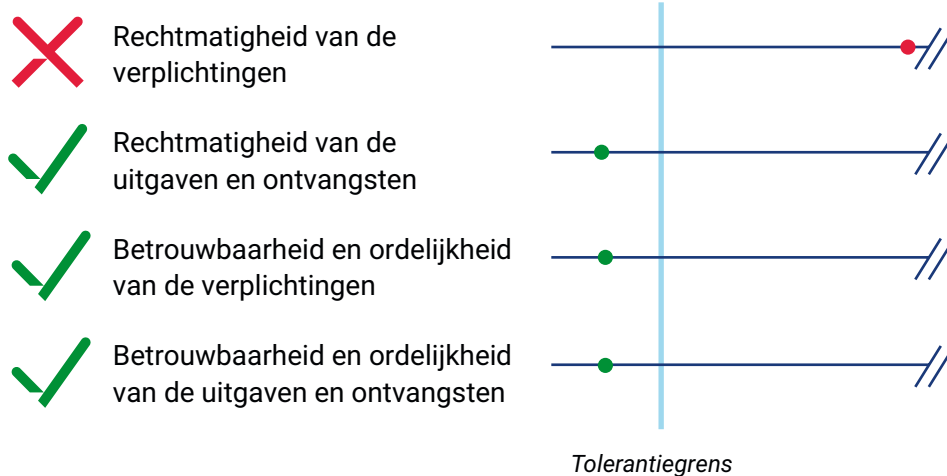 Rechtmatigheid van de
verplichtingen
Rechtmatigheid van de
uitgaven en ontvangsten
Betrouwbaarheid en ordelijkheid
van de verplichtingen
Betrouwbaarheid en ordelijkheid
van de uitgaven en ontvangsten
Tolerantiegrens